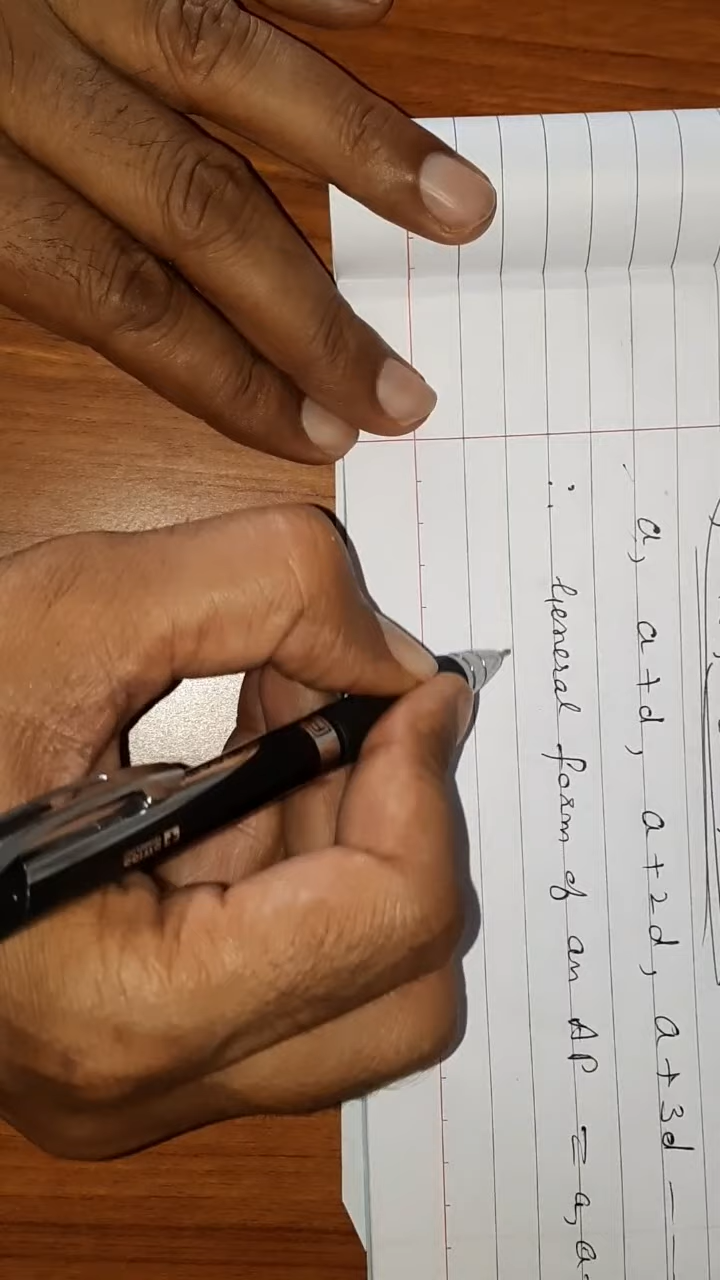 a, a+d, a+2d, a+3d --
∴ General form of an AP = a, a